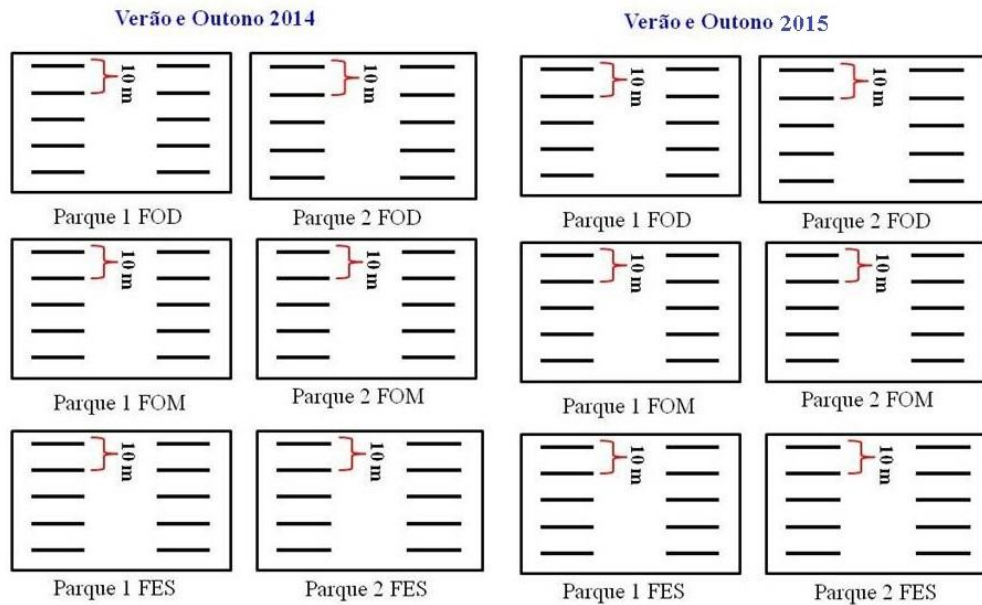 Verão e Outono 2014
Verão e Outono 2015
10 m
10 m
10 m
10 m
Parque 1 FOD
Parque 2 FOD
Parque 1 FOD
Parque 2 FOD
10 m
10 m
10 m
10 m
Parque 1 FOM
Parque 2 FOM
Parque 1 FOM
Parque 2 FOM
10 m
10 m
10 m
10 m
Parque 1 FES
Parque 2 FES
Parque 1 FES
Parque 2 FES